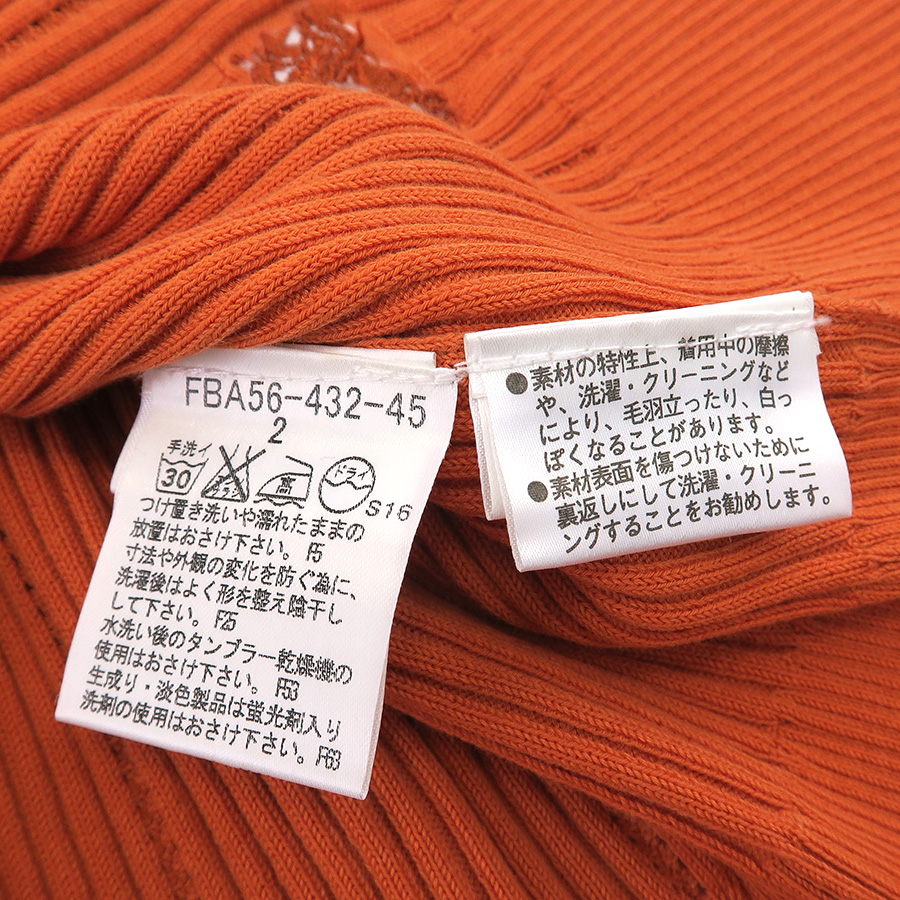 FBA56-432-45
2
手洗イ
30
エンソ
サラシ
高
ドライ
S16
つけ置き洗いや濡れたままの
放置はおさけ下さい。F5
寸法や外観の変化を防ぐ為に、
洗濯後はよく形を整え陰干し
して下さい。F25
水洗い後のタンブラー乾燥機の
使用はおさけ下さい。F53
生成り・淡色製品は蛍光剤入り
洗剤の使用はおさけ下さい。F63
●素材の特性上、着用中の摩擦
や、洗濯・クリーニングなど
により、毛羽立ったり、白っ
ぽくなることがあります。
●素材表面を傷つけないために
裏返しにして洗濯・クリーニ
ングすることをお勧めします。